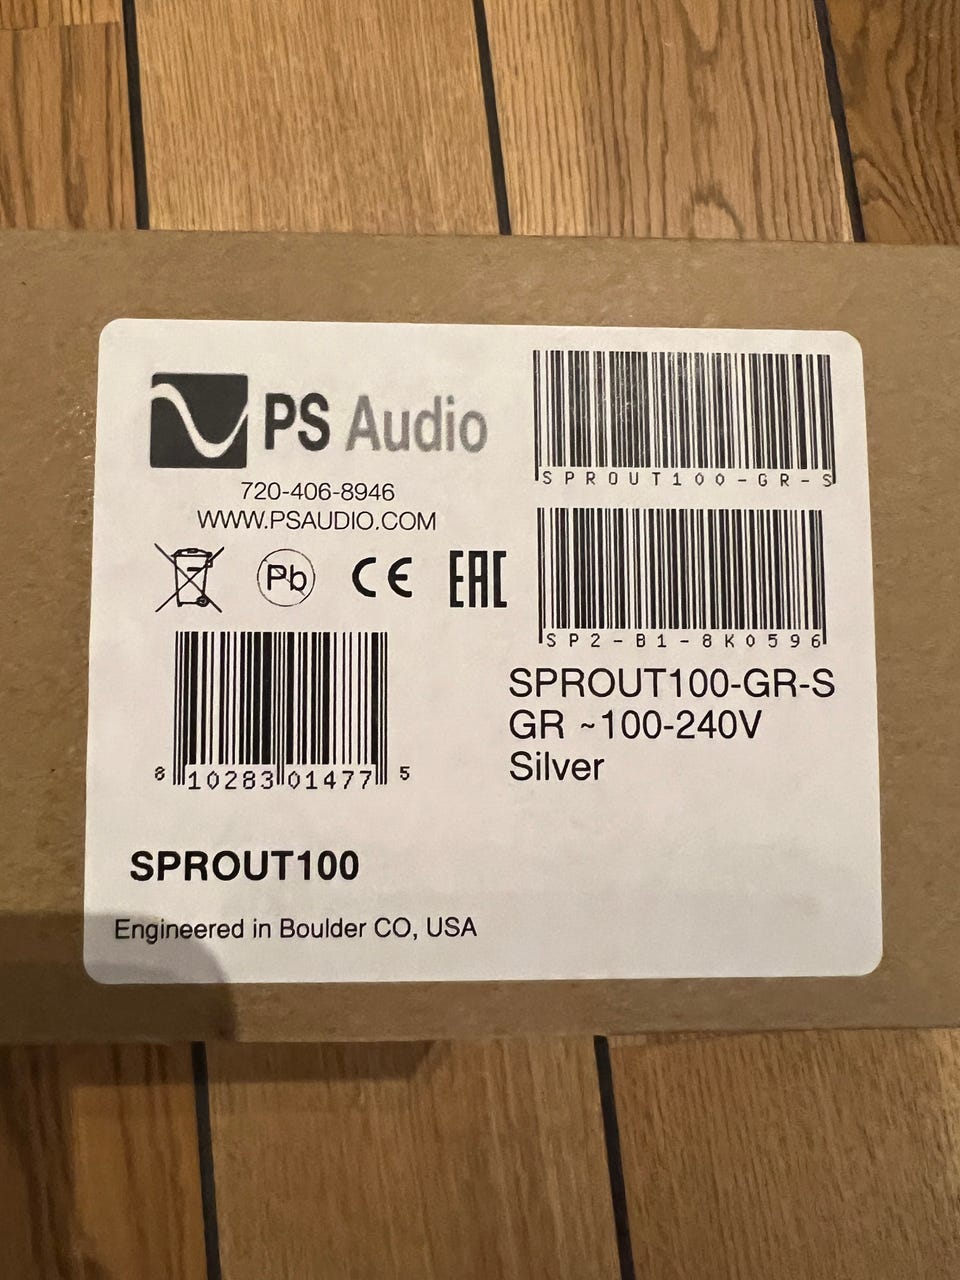 PS Audio
720-406-8946
WWW.PSAUDIO.COM
Pb
CE
EAC
8 10283 01477 5
SPROUT100
Engineered in Boulder CO, USA
SPROUT100-GR-S
SP2-B1-8K0596
SPROUT100-GR-S
GR ~100-240V
Silver